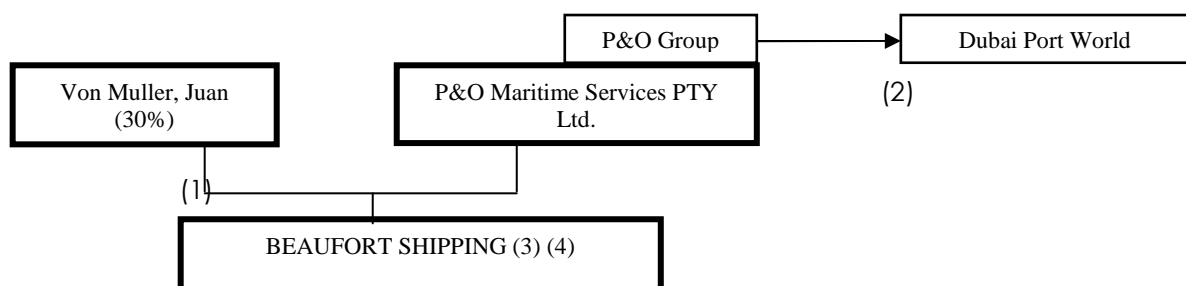 P&O Group
Dubai Port World
Von Muller, Juan
(30%)
P&O Maritime Services PTY
Ltd.
(2)
(1)
BEAUFORT SHIPPING (3) (4)